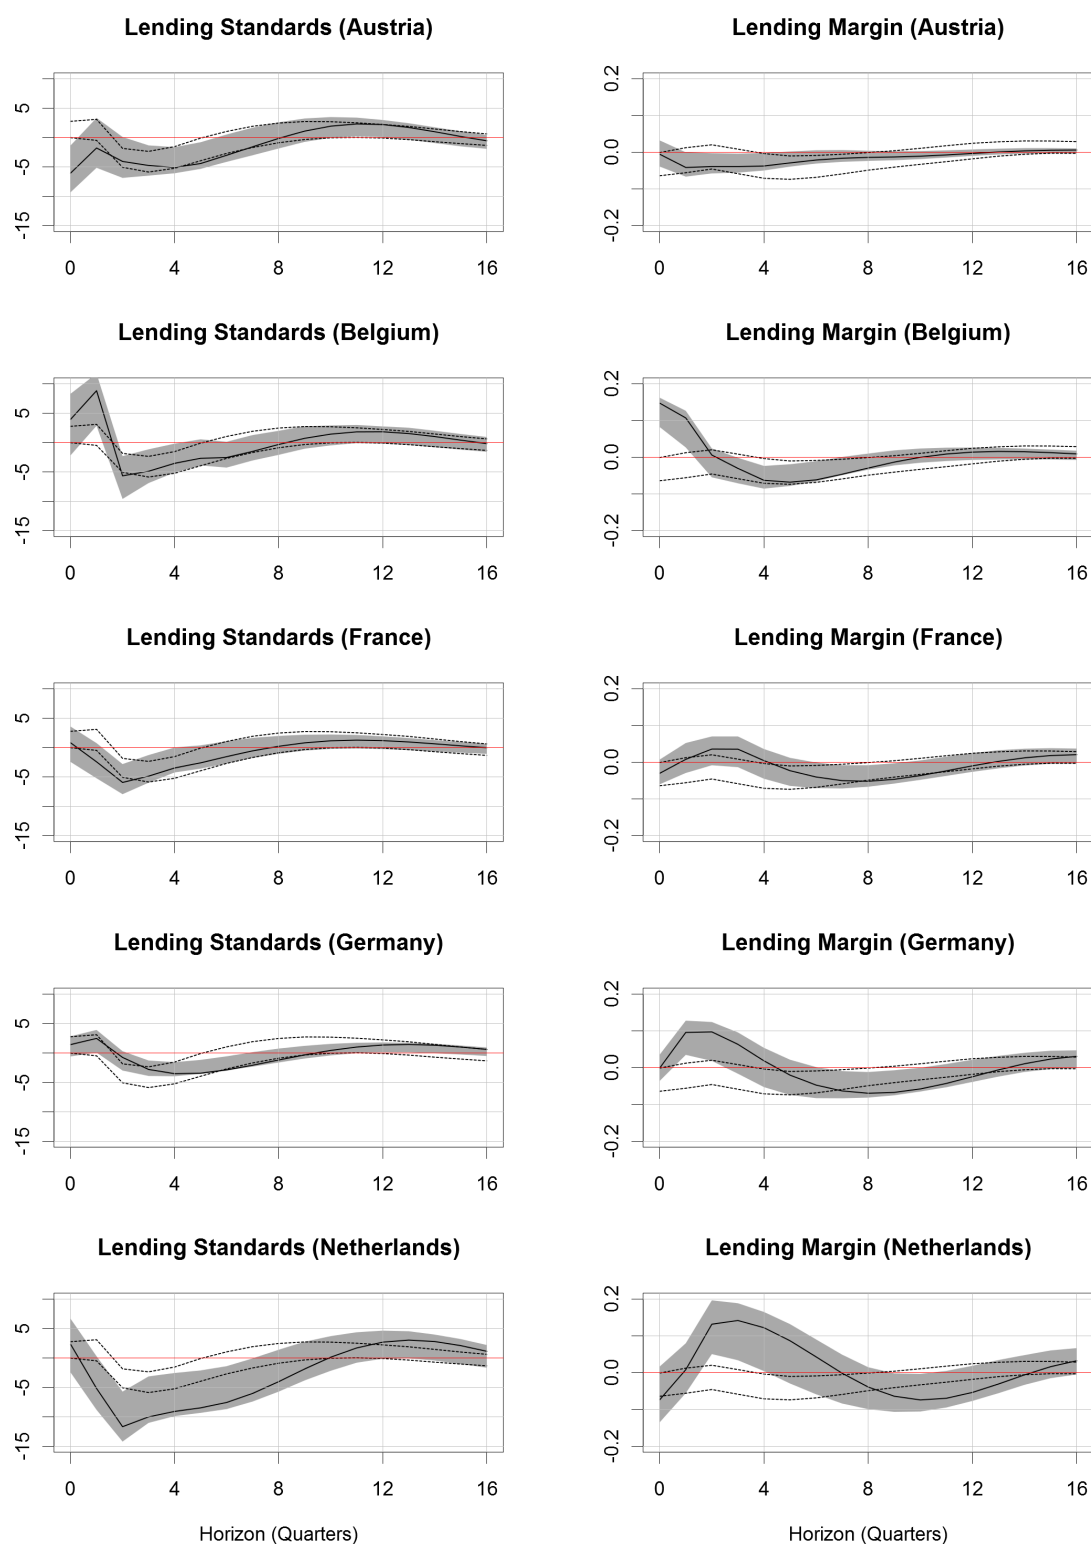 Lending Standards (Austria) Lending Margin (Austria)
5 -5 -15 0.2 0.0 -0.2
0 4 8 12 16 0 4 8 12 16
Lending Standards (Belgium) Lending Margin (Belgium)
5 -5 -15 0.2 0.0 -0.2
0 4 8 12 16 0 4 8 12 16
Lending Standards (France) Lending Margin (France)
5 -5 -15 0.2 0.0 -0.2
0 4 8 12 16 0 4 8 12 16
Lending Standards (Germany) Lending Margin (Germany)
5 -5 -15 0.2 0.0 -0.2
0 4 8 12 16 0 4 8 12 16
Lending Standards (Netherlands) Lending Margin (Netherlands)
5 -5 -15 0.2 0.0 -0.2
0 4 8 12 16 0 4 8 12 16
Horizon (Quarters) Horizon (Quarters)